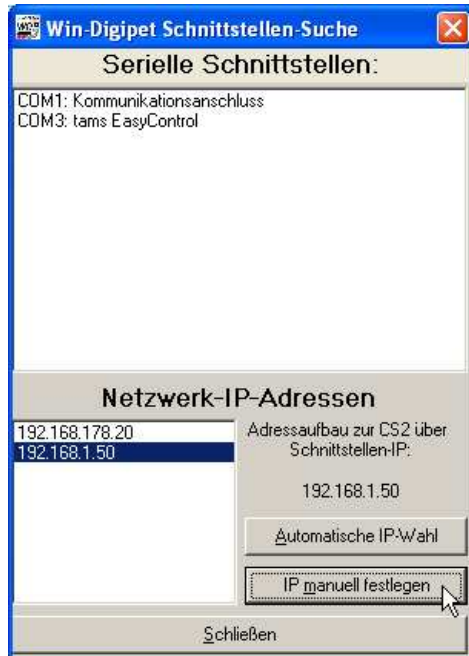 Win-Digipet Schnittstellen-Suche
Serielle Schnittstellen:
COM1: Kommunikationsanschluss
COM3: tams EasyControl
Netzwerk-IP-Adressen
192.168.178.20
192.168.1.50
Adressaufbau zur CS2 über
Schnittstellen-IP:
192.168.1.50
Automatische IP-Wahl
IP manuell festlegen
Schließen